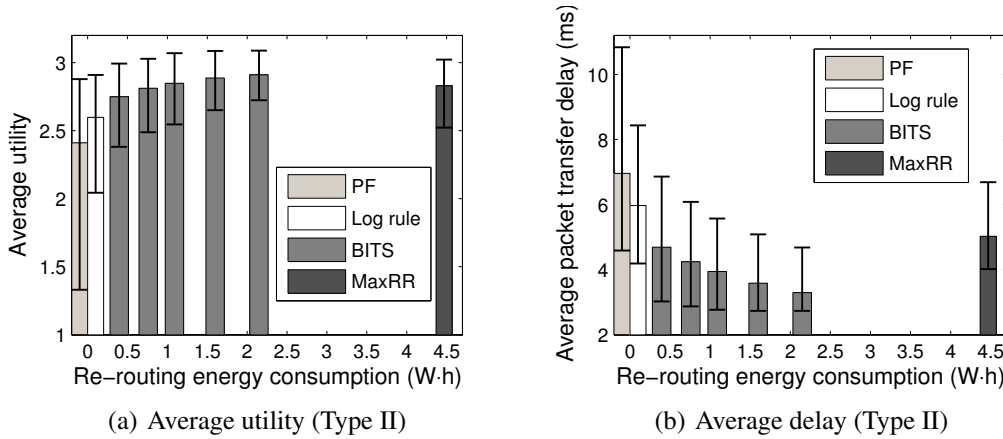 Average utility
3
2.5
2
1.5
1
PF
Log rule
BITS
MaxRR
0 0.5 1 1.5 2 2.5 3 3.5 4 4.5
Re−routing energy consumption (W·h)
(a) Average utility (Type II)
Average packet transfer delay (ms)
10
8
6
4
2
PF
Log rule
BITS
MaxRR
0 0.5 1 1.5 2 2.5 3 3.5 4 4.5
Re−routing energy consumption (W·h)
(b) Average delay (Type II)